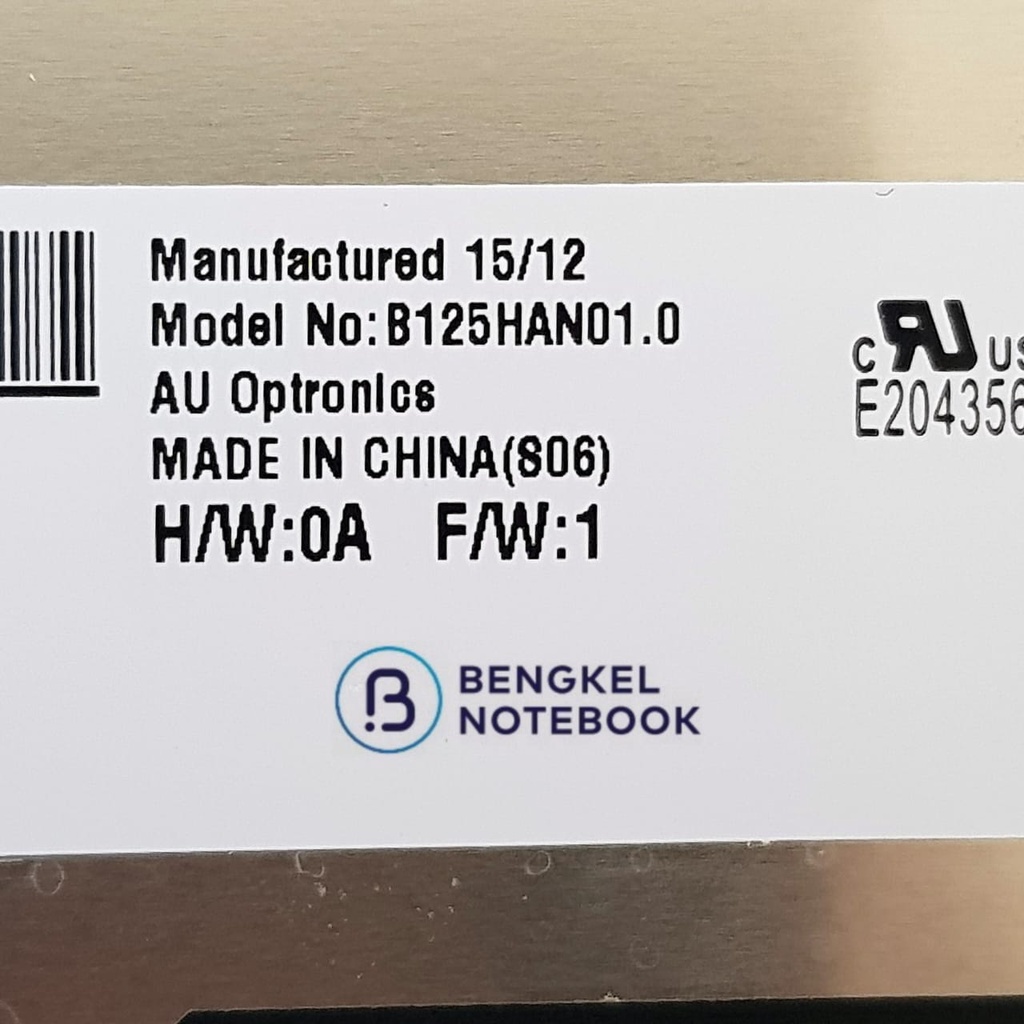 Manufactured 15/12
Model No:B125HAN01.0
AU Optronics
MADE IN CHINA(S06)
H/W:0A F/W:1
c RU US
E204356
BENGKEL
NOTEBOOK